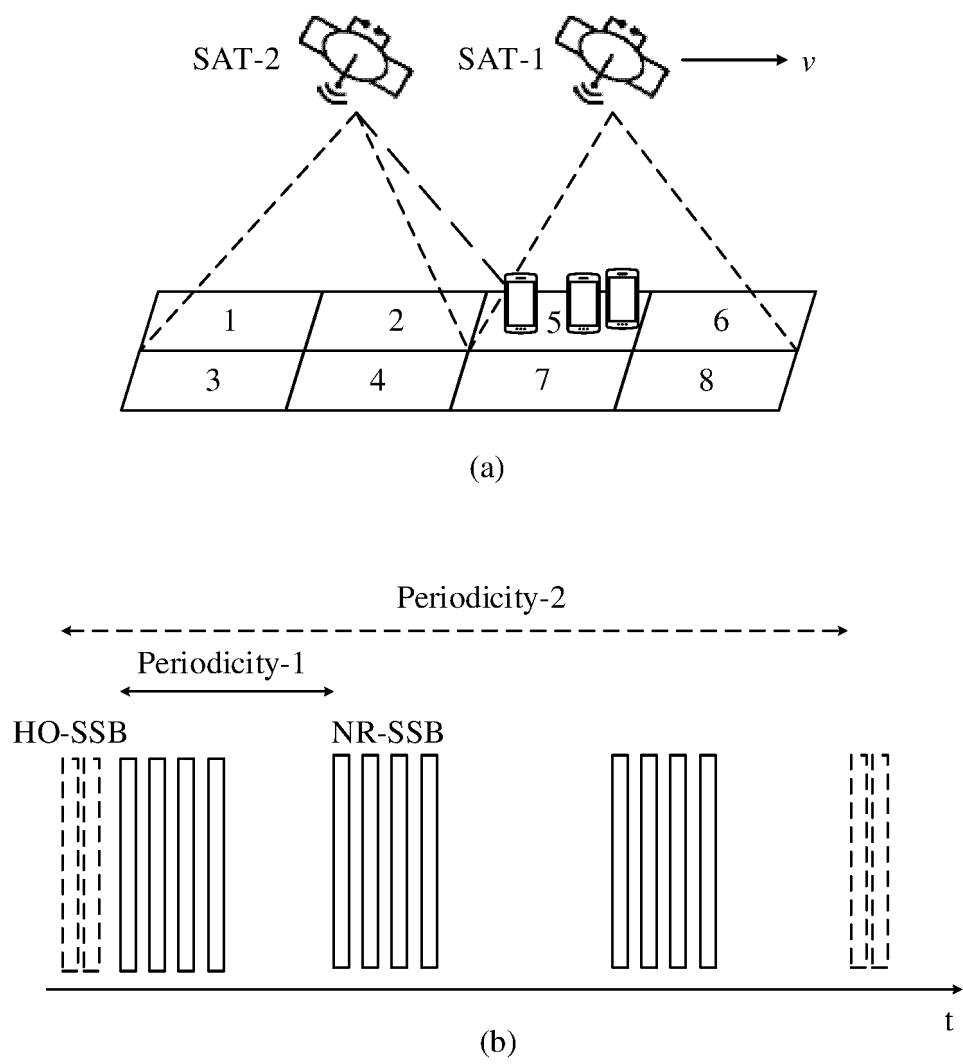 SAT-2 SAT-1 v
1 2 5 6
3 4 7 8
(a)
Periodicity-2
Periodicity-1
HO-SSB NR-SSB
t
(b)